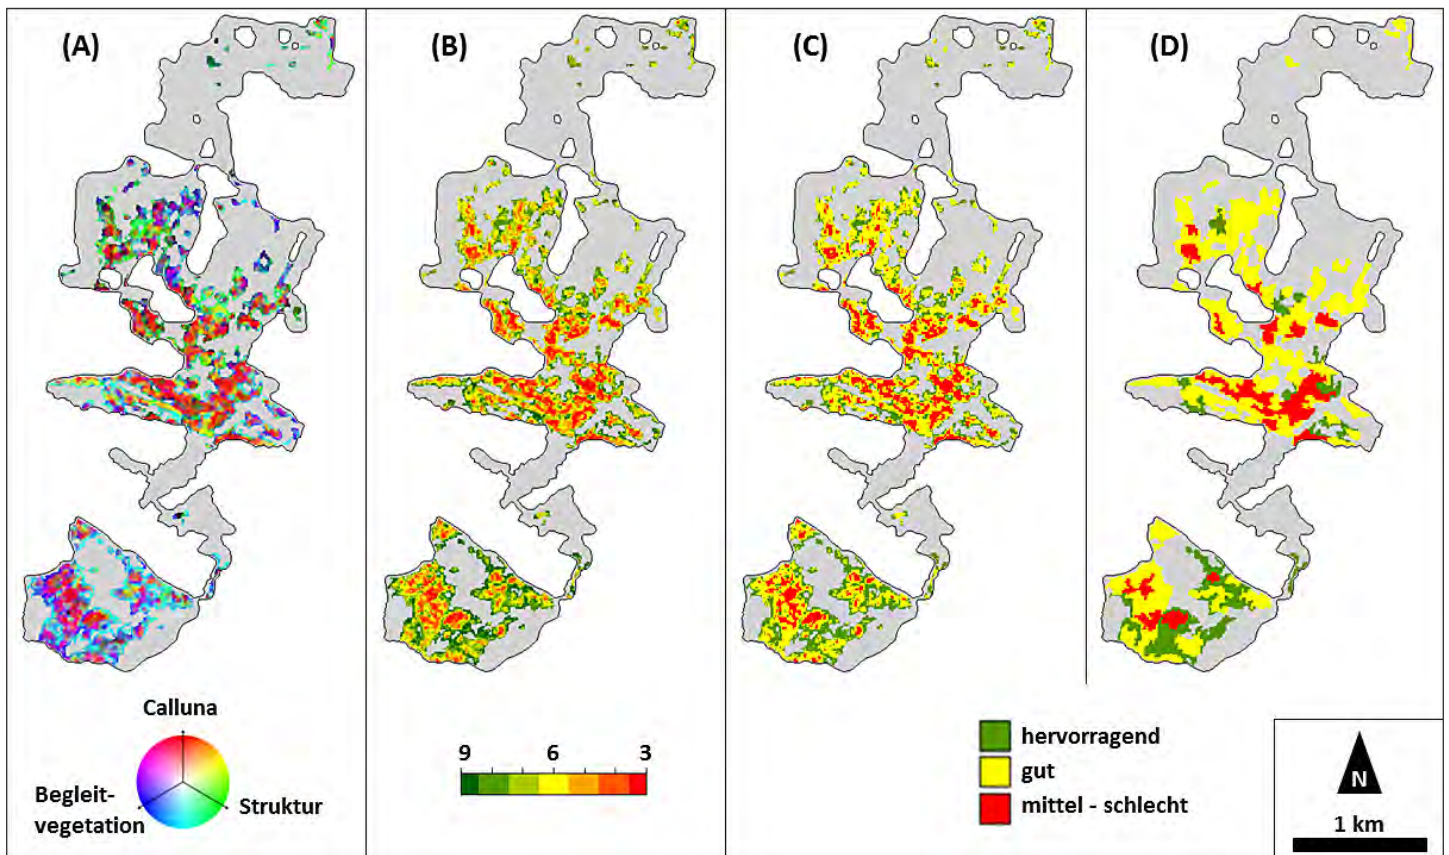 (A)
(B)
(C)
(D)
Calluna
Begleit-
vegetation
Struktur
9 6 3
hervorragend
gut
mittel - schlecht
N
1 km